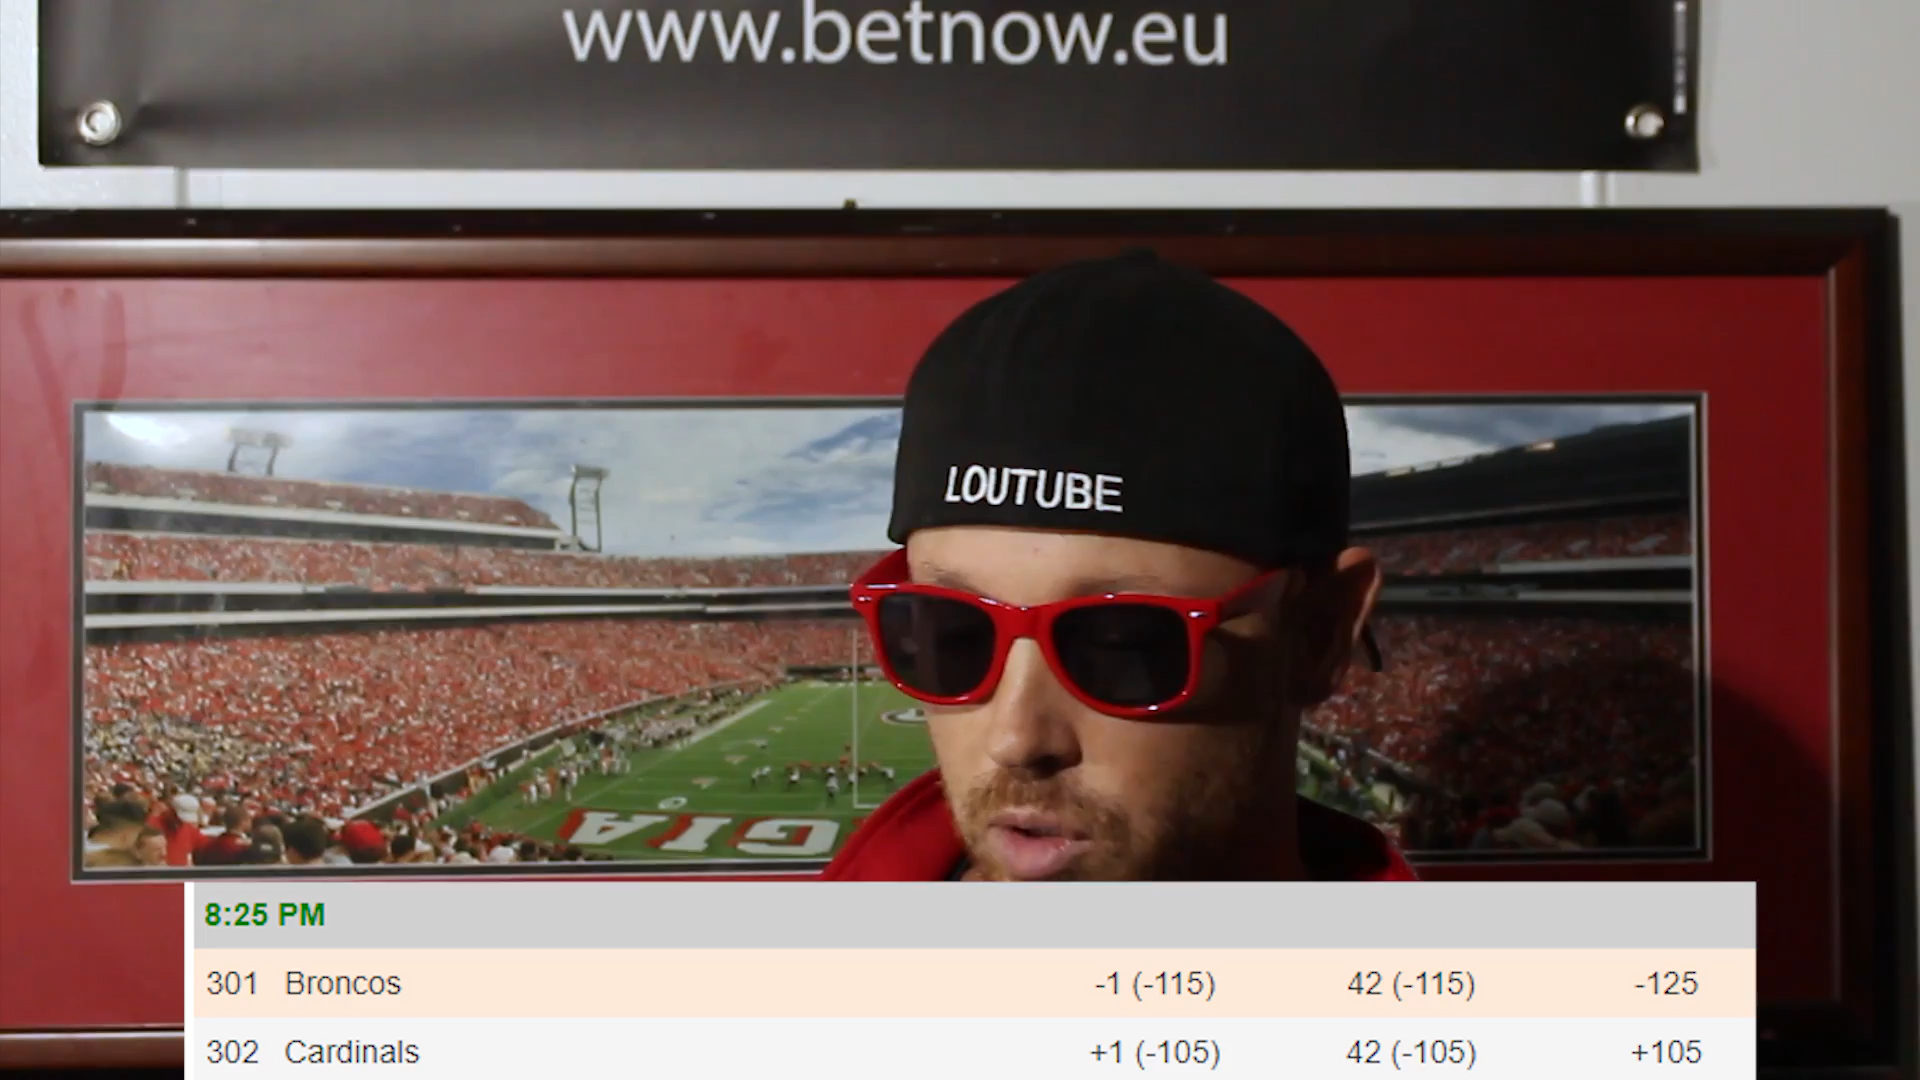 www.betnow.eu
LOUTUBE
GIA
8:25 PM
301 Broncos -1 (-115) 42 (-115) -125
302 Cardinals +1 (-105) 42 (-105) +105